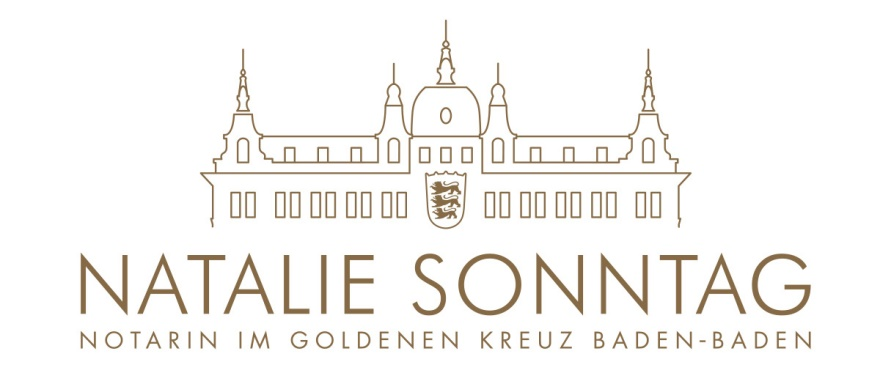 NATALIE SONNTAG
NOTARIN IM GOLDENEN KREUZ BADEN-BADEN